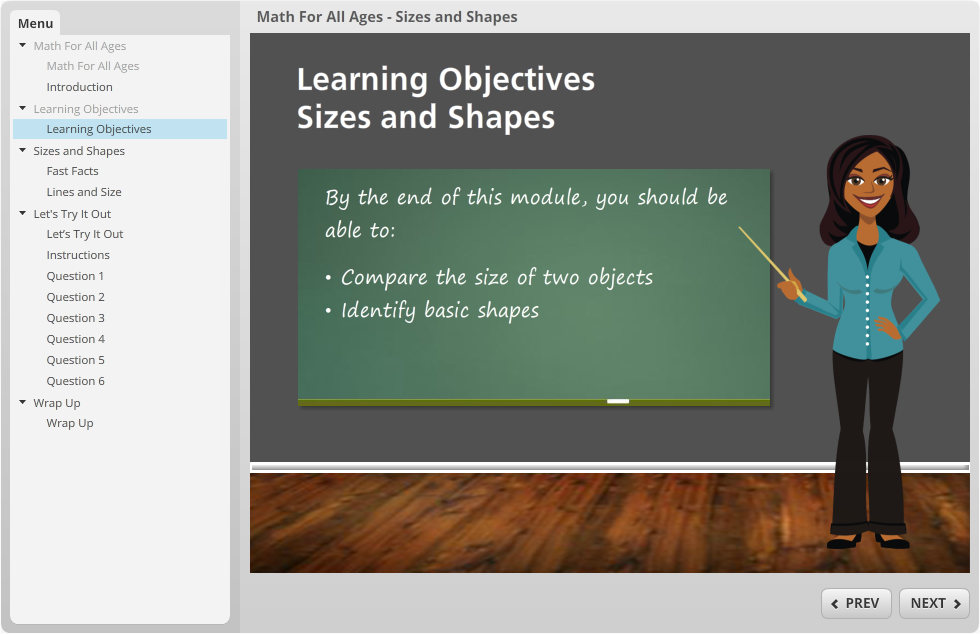 Menu
Math For All Ages
Math For All Ages
Introduction
Learning Objectives
Learning Objectives
Sizes and Shapes
Fast Facts
Lines and Size
Let's Try It Out
Let's Try It Out
Instructions
Question 1
Question 2
Question 3
Question 4
Question 5
Question 6
Wrap Up
Wrap Up
Math For All Ages - Sizes and Shapes
Learning Objectives
Sizes and Shapes
By the end of this module, you should be
able to:
• Compare the size of two objects
• Identify basic shapes
PREV
NEXT